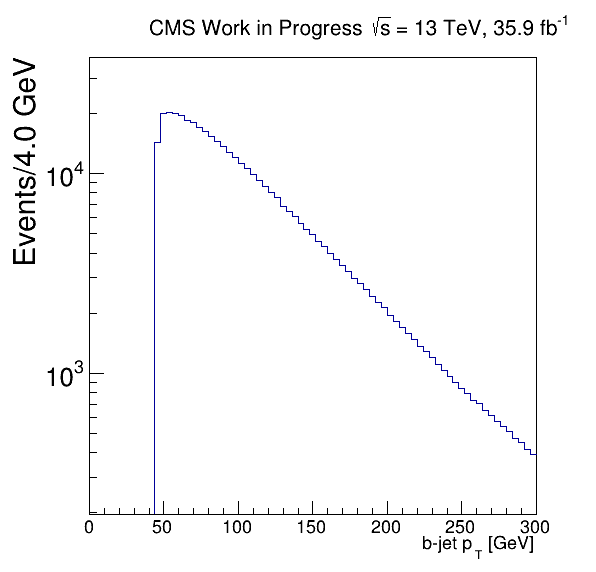 CMS Work in Progress √s = 13 TeV, 35.9 fb⁻¹
Events/4.0 GeV
10⁴
10³
0 50 100 150 200 250 300
b-jet p_T [GeV]